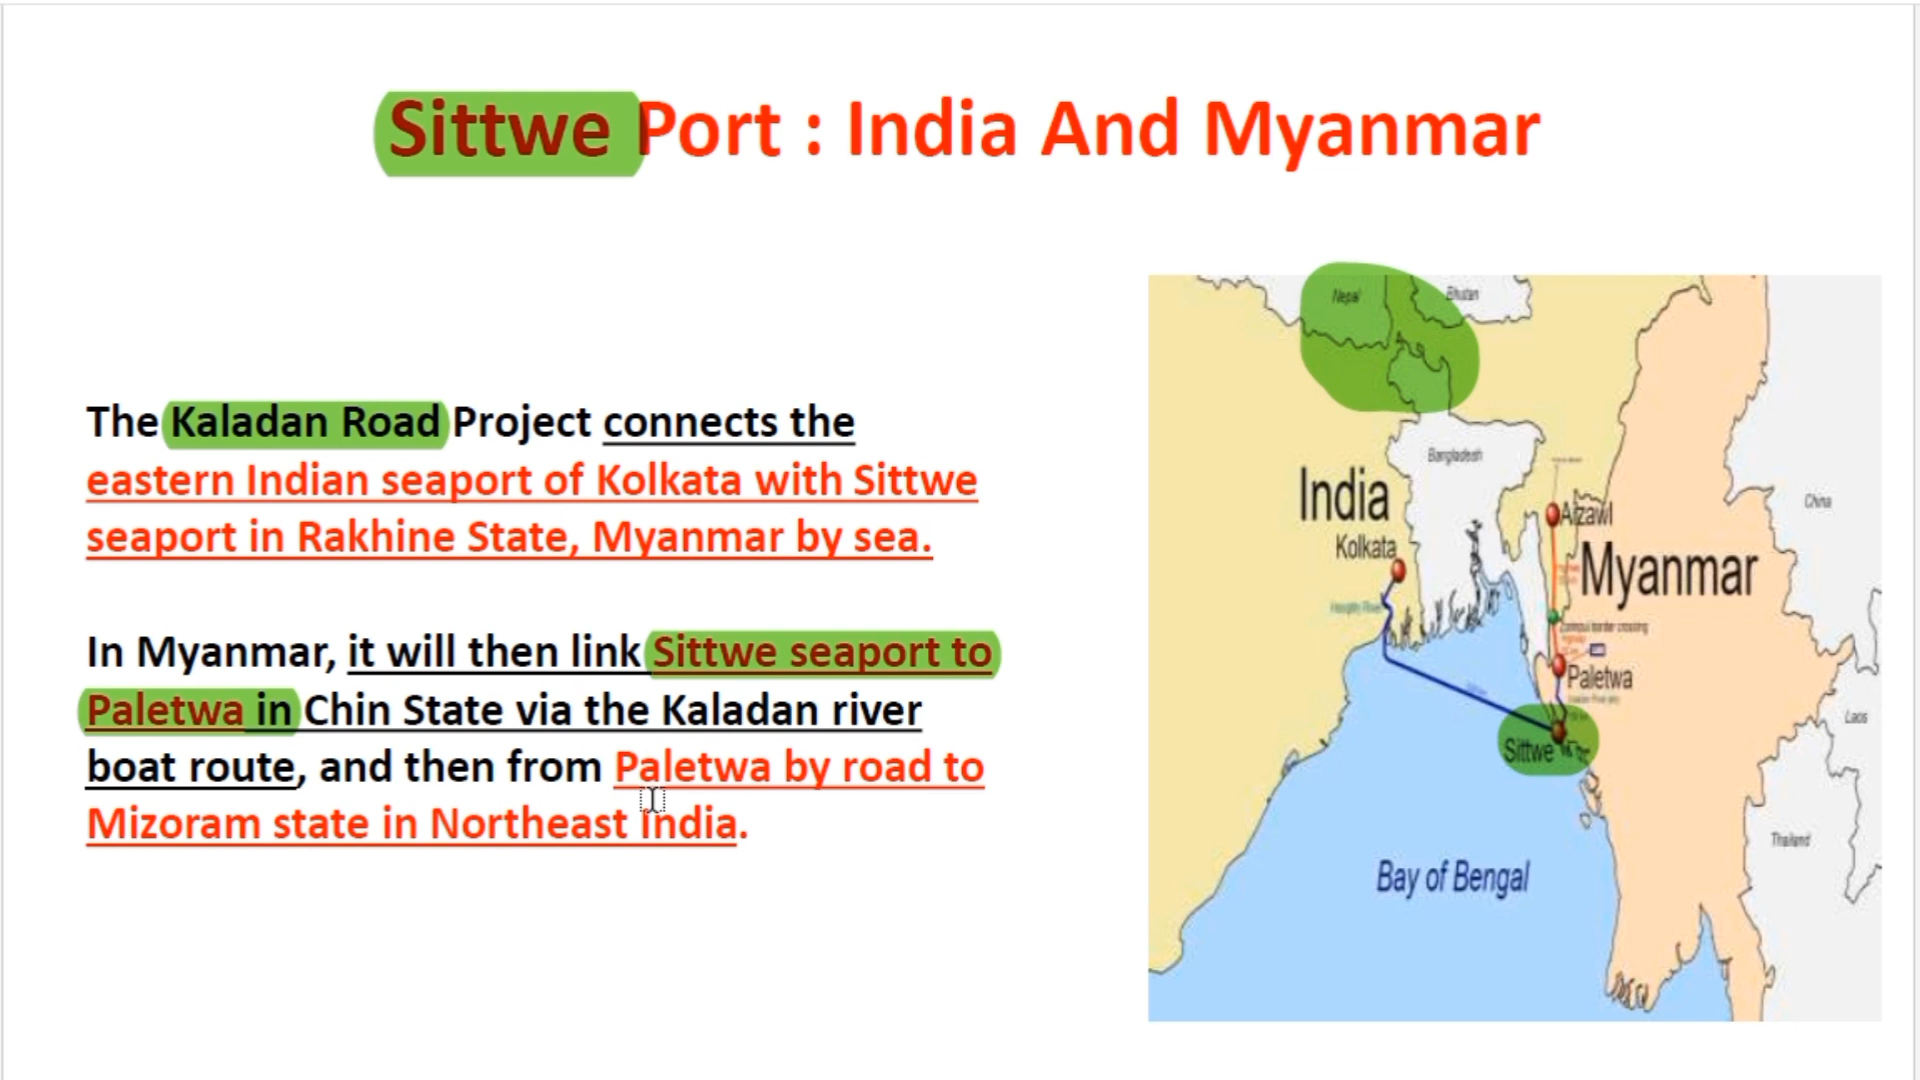 Sittwe Port : India And Myanmar
The Kaladan Road Project connects the
eastern Indian seaport of Kolkata with Sittwe
seaport in Rakhine State, Myanmar by sea.
In Myanmar, it will then link Sittwe seaport to
Paletwa in Chin State via the Kaladan river
boat route, and then from Paletwa by road to
Mizoram state in Northeast India.
Nepal
Bhutan
Bangladesh
India
Kolkata
Aizawl
China
Myanmar
Paletwa
Laos
Sittwe
Thailand
Bay of Bengal